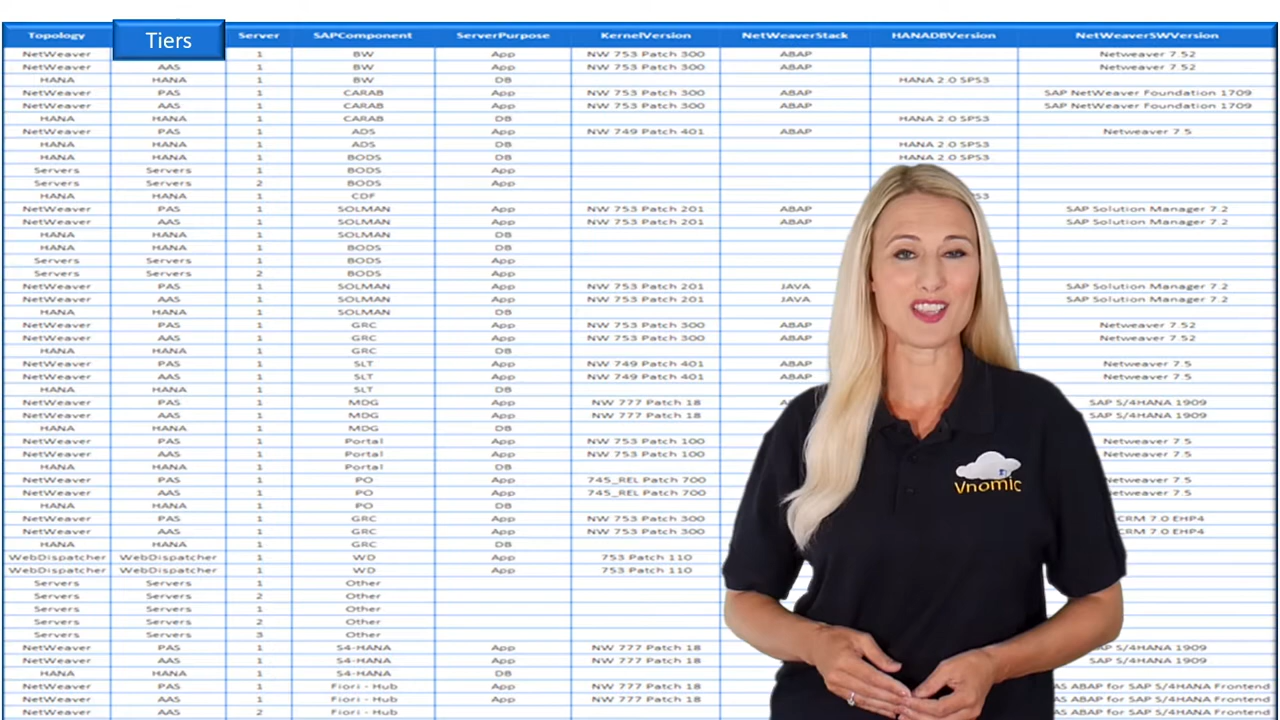 Topology Tiers Server SAPComponent ServerPurpose KernelVersion NetWeaverStack HANADBVersion NetWeaverSWVersion
NetWeaver 1 BW App NW 753 Patch 300 ABAP Netweaver 7.52
NetWeaver AAS 1 BW App NW 753 Patch 300 ABAP Netweaver 7.52
HANA HANA 1 BW DB HANA 2.0 SPS3
NetWeaver PAS 1 CARAB App NW 753 Patch 300 ABAP SAP NetWeaver Foundation 1709
NetWeaver AAS 1 CARAB App NW 753 Patch 300 ABAP SAP NetWeaver Foundation 1709
HANA HANA 1 CARAB DB HANA 2.0 SPS3
NetWeaver PAS 1 ADS App NW 749 Patch 401 ABAP Netweaver 7.5
HANA HANA 1 ADS DB HANA 2.0 SPS3
HANA HANA 1 BODS DB HANA 2.0 SPS3
Servers Servers 1 BODS App
Servers Servers 2 BODS App
HANA HANA 1 CDF DB
NetWeaver PAS 1 SOLMAN App NW 753 Patch 201 ABAP SAP Solution Manager 7.2
NetWeaver AAS 1 SOLMAN App NW 753 Patch 201 ABAP SAP Solution Manager 7.2
HANA HANA 1 SOLMAN DB
HANA HANA 1 BODS DB
Servers Servers 1 BODS App
Servers Servers 2 BODS App
NetWeaver PAS 1 SOLMAN App NW 753 Patch 201 JAVA SAP Solution Manager 7.2
NetWeaver AAS 1 SOLMAN App NW 753 Patch 201 JAVA SAP Solution Manager 7.2
HANA HANA 1 SOLMAN DB
NetWeaver PAS 1 GRC App NW 753 Patch 300 ABAP Netweaver 7.52
NetWeaver AAS 1 GRC App NW 753 Patch 300 ABAP Netweaver 7.52
HANA HANA 1 GRC DB
NetWeaver PAS 1 SLT App NW 749 Patch 401 ABAP Netweaver 7.5
NetWeaver AAS 1 SLT App NW 749 Patch 401 ABAP Netweaver 7.5
HANA HANA 1 SLT DB
NetWeaver PAS 1 MDG App NW 777 Patch 18 SAP S/4HANA 1909
NetWeaver AAS 1 MDG App NW 777 Patch 18 SAP S/4HANA 1909
HANA HANA 1 MDG DB
NetWeaver PAS 1 Portal App NW 753 Patch 100 Netweaver 7.5
NetWeaver AAS 1 Portal App NW 753 Patch 100 Netweaver 7.5
HANA HANA 1 Portal DB
NetWeaver PAS 1 PO App 745_REL Patch 700 Netweaver 7.5
NetWeaver AAS 1 PO App 745_REL Patch 700 Netweaver 7.5
HANA HANA 1 PO DB
NetWeaver PAS 1 GRC App NW 753 Patch 300 CRM 7.0 EHP4
NetWeaver AAS 1 GRC App NW 753 Patch 300 CRM 7.0 EHP4
HANA HANA 1 GRC DB
WebDispatcher WebDispatcher 1 WD App 753 Patch 110
WebDispatcher WebDispatcher 1 WD App 753 Patch 110
Servers Servers 1 Other
Servers Servers 2 Other
Servers Servers 1 Other
Servers Servers 2 Other
Servers Servers 3 Other
NetWeaver PAS 1 S4-HANA App NW 777 Patch 18 SAP S/4HANA 1909
NetWeaver AAS 1 S4-HANA App NW 777 Patch 18 SAP S/4HANA 1909
HANA HANA 1 S4-HANA DB
NetWeaver PAS 1 Fiori - Hub App NW 777 Patch 18 AS ABAP for SAP S/4HANA Frontend
NetWeaver AAS 1 Fiori - Hub App NW 777 Patch 18 AS ABAP for SAP S/4HANA Frontend
NetWeaver AAS 2 Fiori - Hub App NW 777 Patch 18 AS ABAP for SAP S/4HANA Frontend
Vnomic